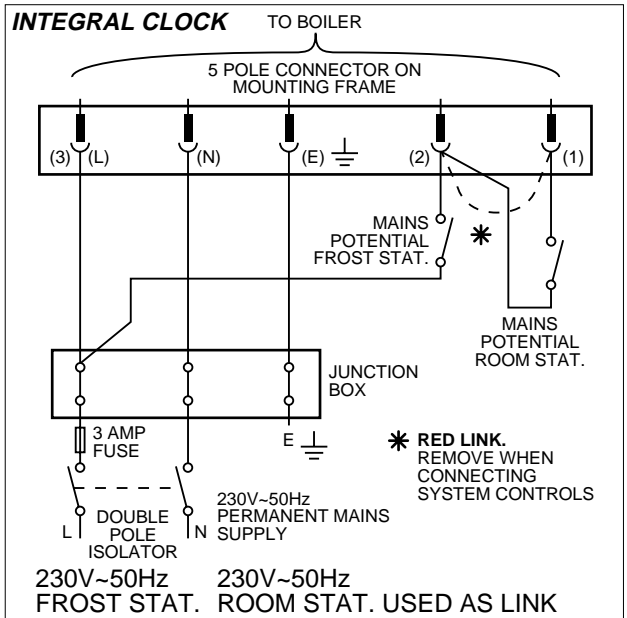 INTEGRAL CLOCK
TO BOILER
5 POLE CONNECTOR ON
MOUNTING FRAME
(3) (L) (N) (E) (2) (1)
MAINS
POTENTIAL
FROST STAT.
MAINS
POTENTIAL
ROOM STAT.
JUNCTION
BOX
3 AMP
FUSE
E
RED LINK.
REMOVE WHEN
CONNECTING
SYSTEM CONTROLS
L
DOUBLE
POLE
ISOLATOR
N
230V~50Hz
PERMANENT MAINS
SUPPLY
230V~50Hz 230V~50Hz
FROST STAT. ROOM STAT. USED AS LINK